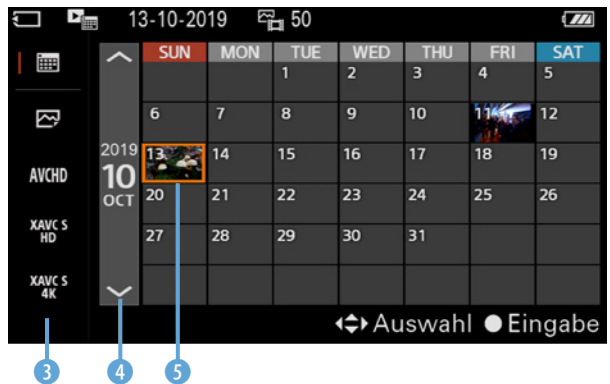 13-10-2019 50
SUN MON TUE WED THU FRI SAT
1 2 3 4 5
6 7 8 9 10 11 12
2019
10
OCT
13 14 15 16 17 18 19
AVCHD
20 21 22 23 24 25 26
XAVC S
HD
27 28 29 30 31
XAVC S
4K
Auswahl Eingabe
3 4 5